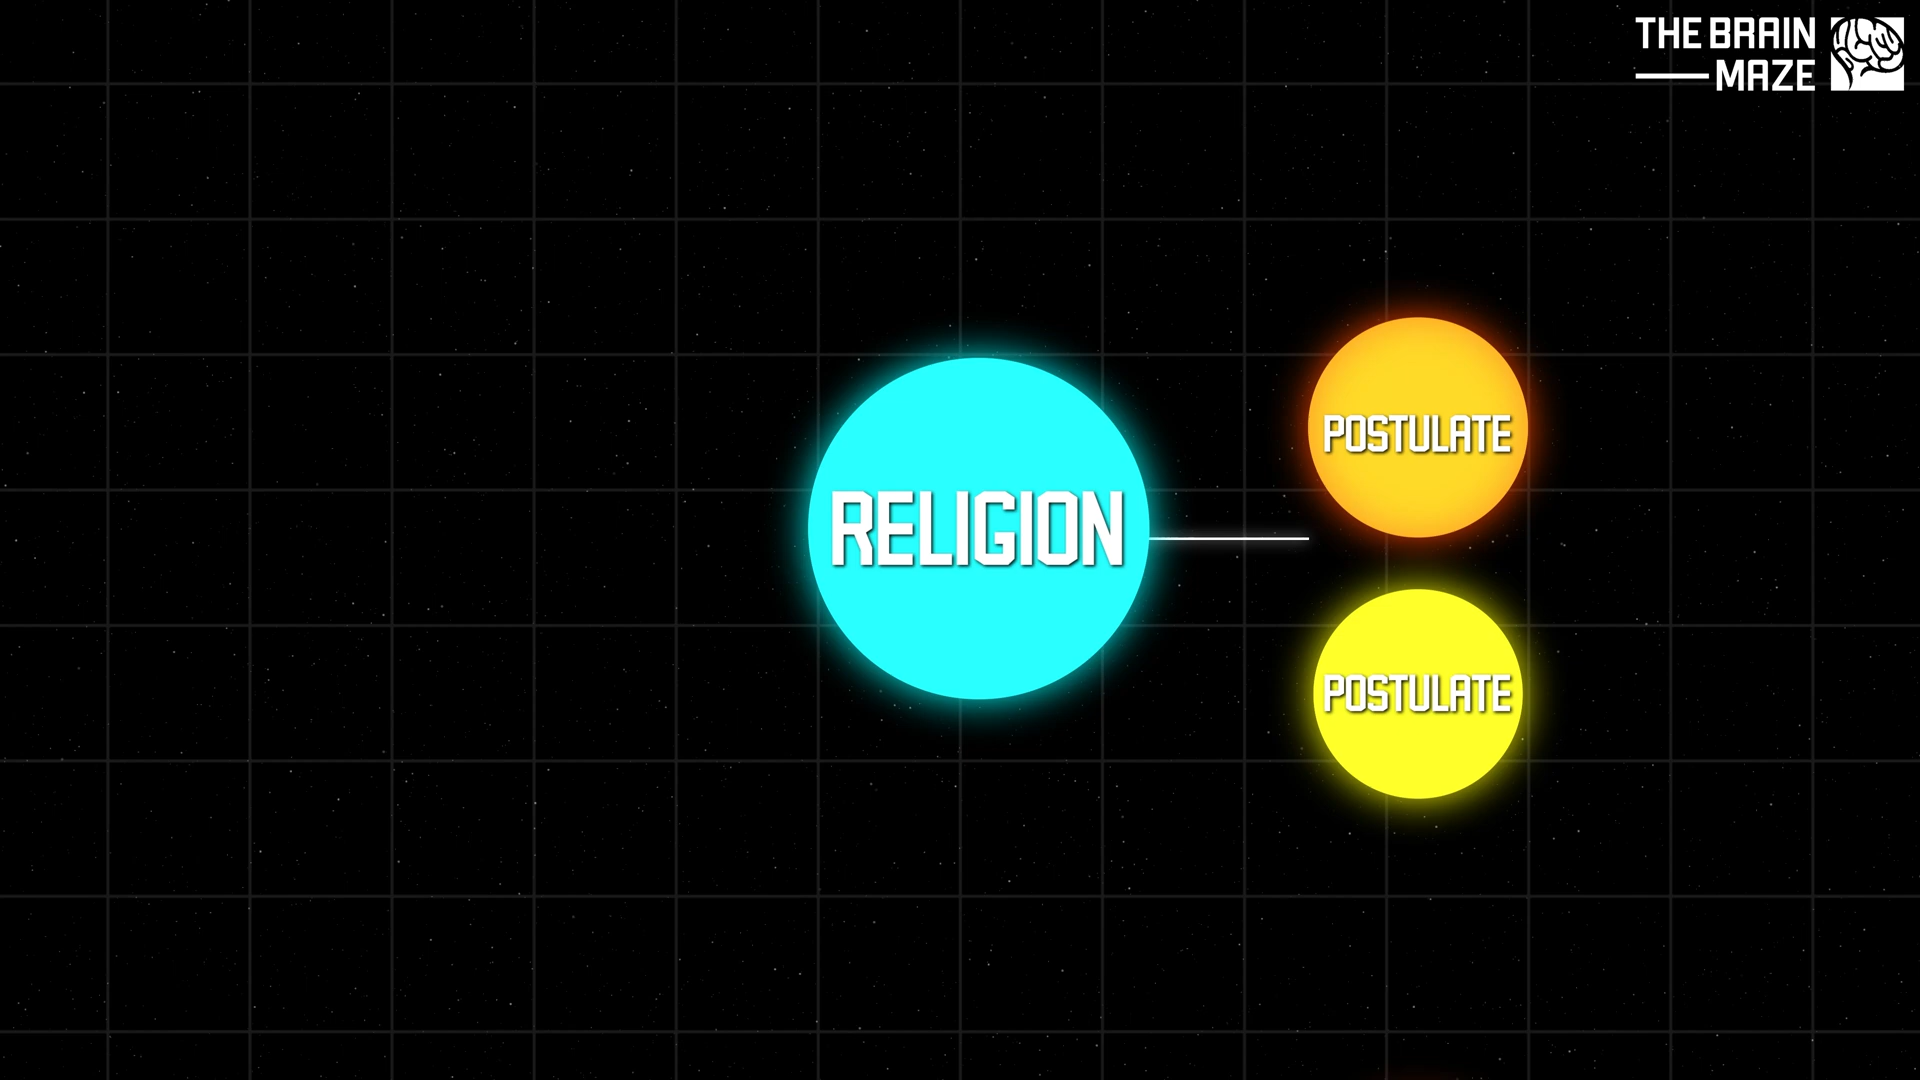 THE BRAIN
MAZE
RELIGION
POSTULATE
POSTULATE